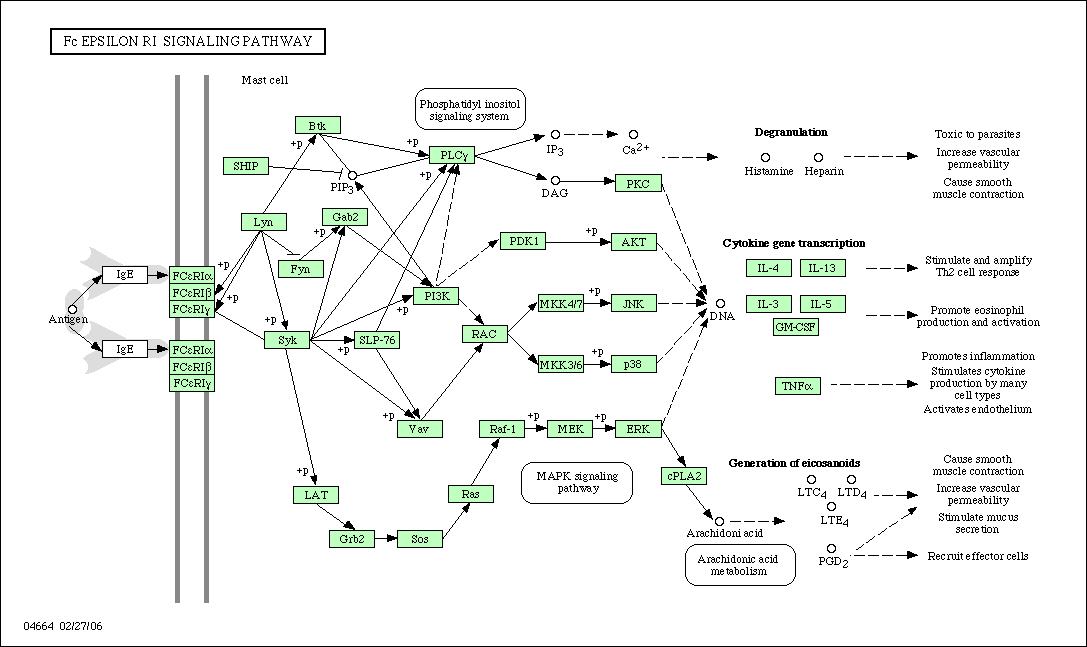 Fc EPSILON RI SIGNALING PATHWAY
Mast cell
Phosphatidyl inositol
signaling system
Btk
+p
+p
SHIP
PLCγ
+p
PIP3
IP3
Ca2+
DAG
PKC
Degranulation
Histamine
Heparin
Toxic to parasites
Increase vascular
permeability
Cause smooth
muscle contraction
Lyn
Gab2
+p
Fyn
PDK1
+p
AKT
Cytokine gene transcription
IL-4
IL-13
Stimulate and amplify
Th2 cell response
IgE
FCεRIα
FCεRIβ
FCεRIγ
+p
+p
Antigen
PI3K
+p
MKK4/7
+p
JNK
DNA
IL-3
IL-5
GM-CSF
Promote eosinophil
production and activation
+p
Syk
+p
SLP-76
RAC
IgE
FCεRIα
FCεRIβ
FCεRIγ
MKK3/6
+p
p38
TNFα
Promotes inflammation
Stimulates cytokine
production by many
cell types
Activates endothelium
+p
Vav
Raf-1
+p
MEK
+p
ERK
MAPK signaling
pathway
cPLA2
Generation of eicosanoids
LTC4
LTD4
LTE4
PGD2
Cause smooth
muscle contraction
Increase vascular
permeability
Stimulate mucus
secretion
Recruit effector cells
+p
LAT
Ras
Grb2
Sos
Arachidoni acid
Arachidonic acid
metabolism
04664 02/27/06